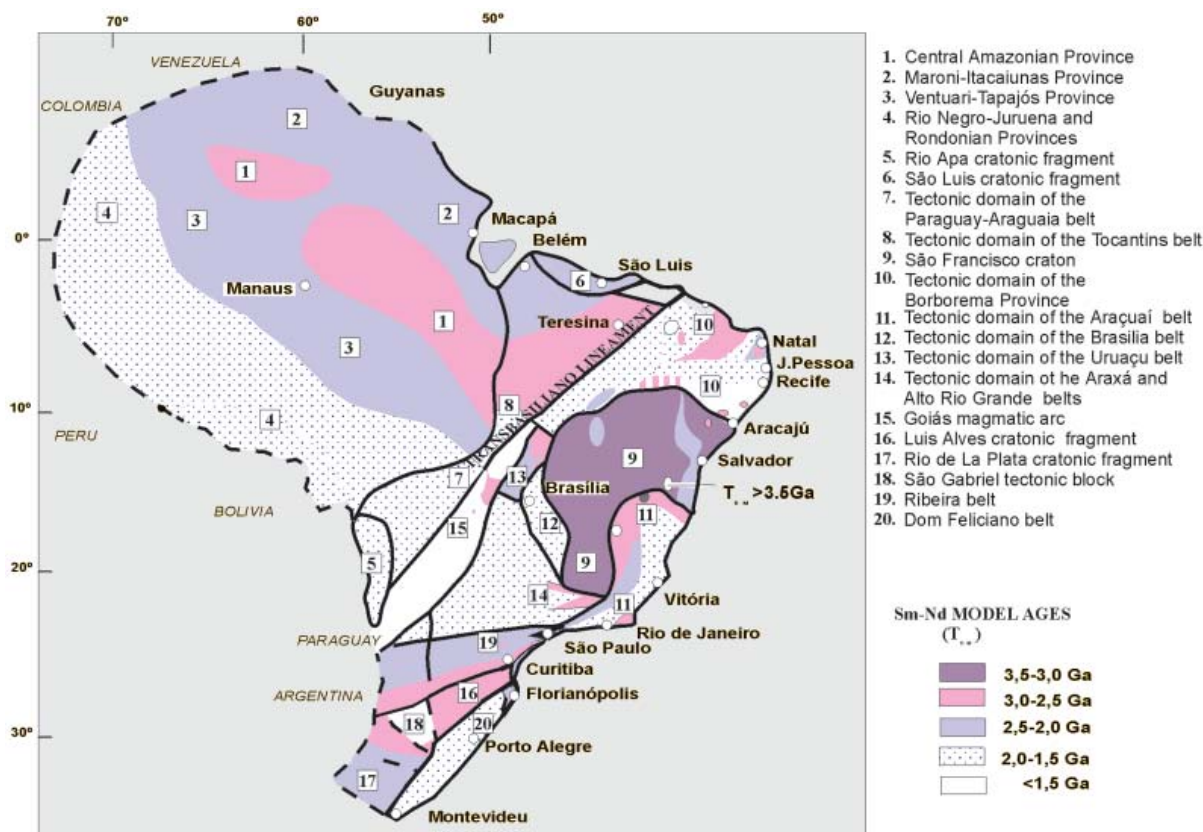 50º
70º
60º
VENEZUELA
COLOMBIA
Guyanas
2
1
4
3
2
Macapá
0º
Belém
São Luis
6
Manaus
1
Teresina
10
3
Natal
J.Pessoa
Recife
10
TRANSBRASILIANO LINEAMENT
8
10º
4
PERU
Aracajú
9
Salvador
7
13
Brasília
T >3.5Ga
BOLIVIA
15
12
11
5
9
20º
14
11
Vitória
PARAGUAY
19
Rio de Janeiro
São Paulo
Curitiba
ARGENTINA
16
Florianópolis
18
20
30º
Porto Alegre
17
Montevideu
1. Central Amazonian Province
2. Maroni-Itacaiunas Province
3. Ventuari-Tapajós Province
4. Rio Negro-Juruena and
Rondonian Provinces
5. Rio Apa cratonic fragment
6. São Luis cratonic fragment
7. Tectonic domain of the
Paraguay-Araguaia belt
8. Tectonic domain of the Tocantins belt
9. São Francisco craton
10. Tectonic domain of the
Borborema Province
11. Tectonic domain of the Araçuaí belt
12. Tectonic domain of the Brasilia belt
13. Tectonic domain of the Uruaçu belt
14. Tectonic domain ot he Araxá and
Alto Rio Grande belts
15. Goiás magmatic arc
16. Luis Alves cratonic fragment
17. Rio de La Plata cratonic fragment
18. São Gabriel tectonic block
19. Ribeira belt
20. Dom Feliciano belt
Sm-Nd MODEL AGES
(T )
3,5-3,0 Ga
3,0-2,5 Ga
2,5-2,0 Ga
2,0-1,5 Ga
<1,5 Ga